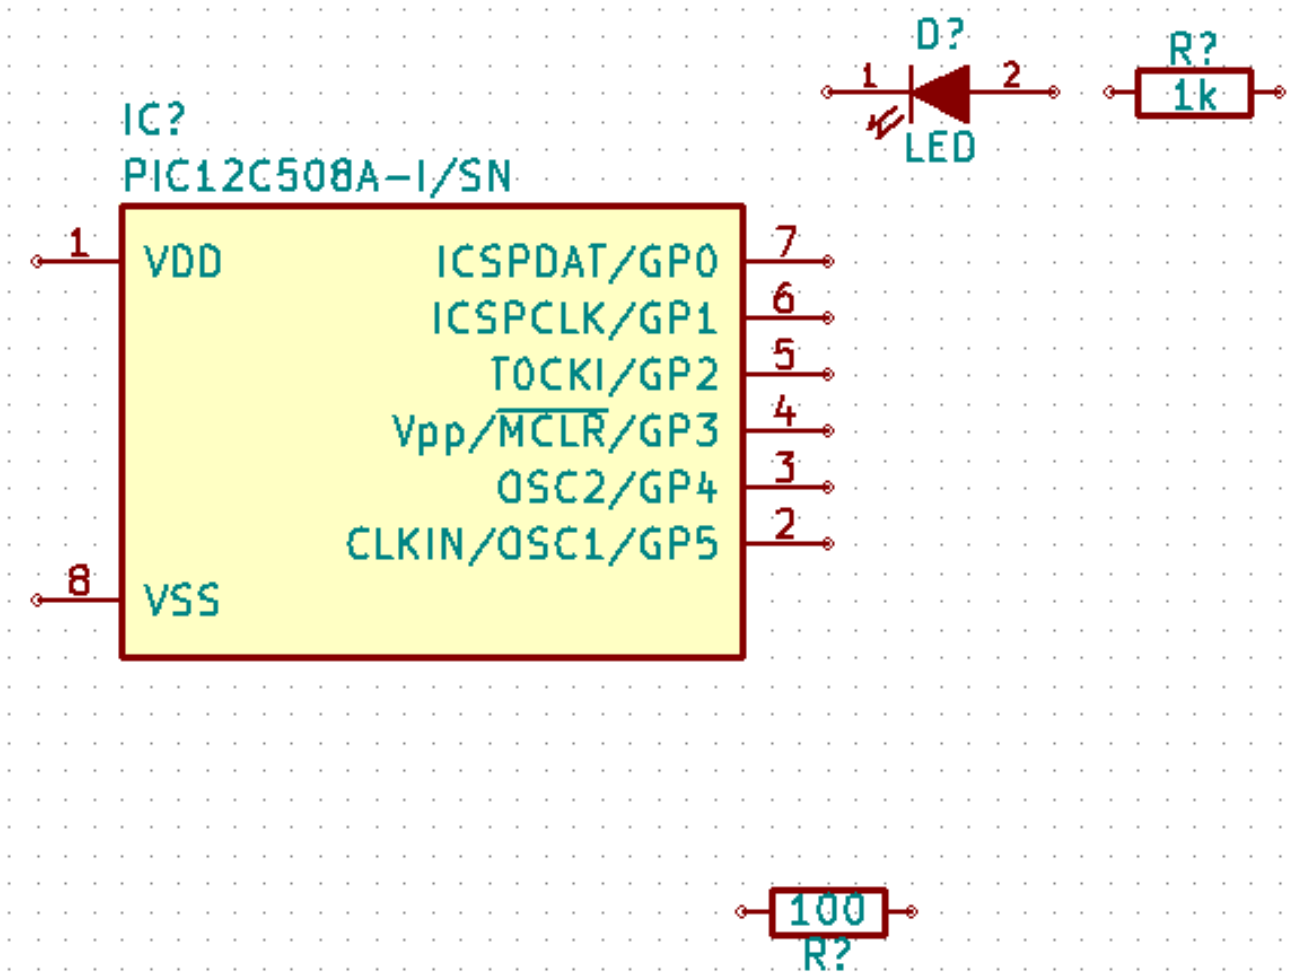 D?
R?
1 2
1k
LED
IC?
PIC12C508A-I/SN
1 VDD ICSPDAT/GP0 7
ICSPCLK/GP1 6
T0CKI/GP2 5
Vpp/MCLR/GP3 4
OSC2/GP4 3
CLKIN/OSC1/GP5 2
8 VSS
100
R?